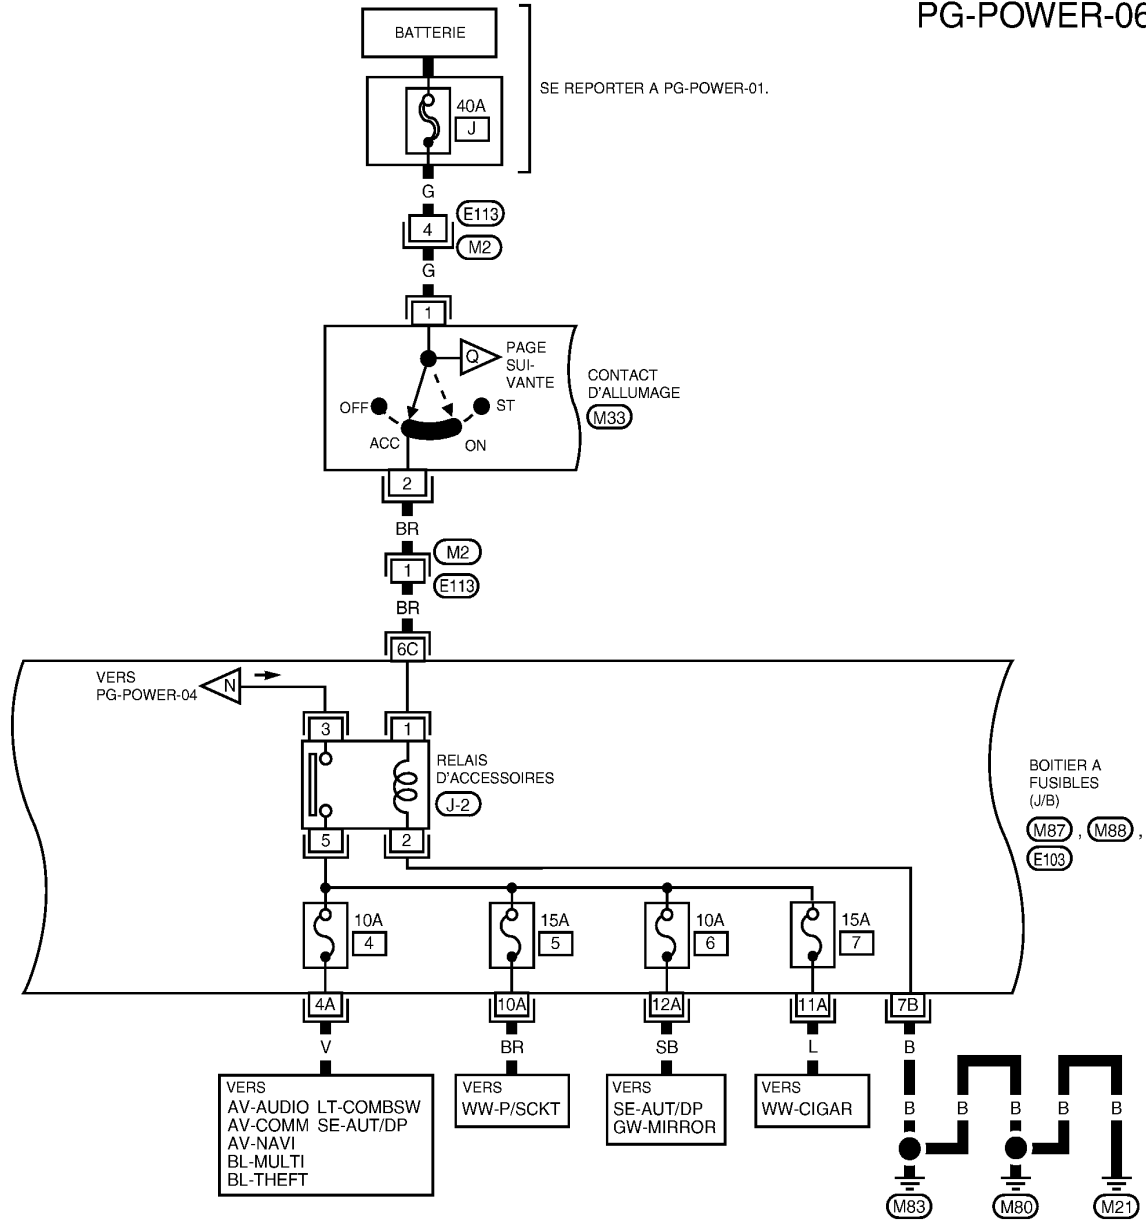 PG-POWER-06
BATTERIE
SE REPORTER A PG-POWER-01.
40A
J
G
E113
4
M2
G
1
Q
PAGE
SUI-
VANTE
CONTACT
D'ALLUMAGE
M33
OFF
ST
ACC
ON
2
BR
M2
1
E113
BR
6C
VERS
PG-POWER-04
N
3
1
RELAIS
D'ACCESSOIRES
J-2
5
2
BOITIER A
FUSIBLES
(J/B)
M87 , M88 ,
E103
10A
4
15A
5
10A
6
15A
7
4A
10A
12A
11A
7B
V
BR
SB
L
B
VERS
AV-AUDIO LT-COMBSW
AV-COMM SE-AUT/DP
AV-NAVI
BL-MULTI
BL-THEFT
VERS
WW-P/SCKT
VERS
SE-AUT/DP
GW-MIRROR
VERS
WW-CIGAR
B
B
B
B
B
M83
M80
M21